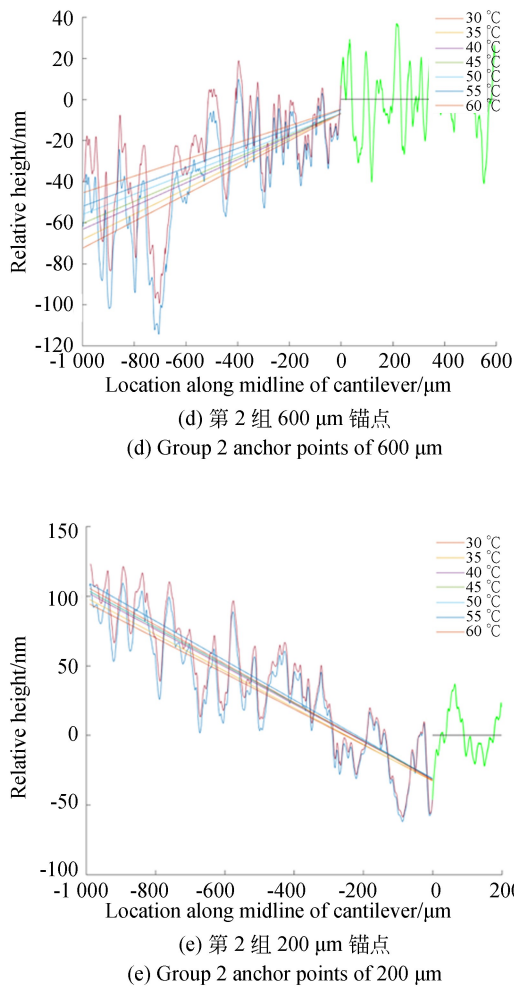 40
20
0
-20
-40
-60
-80
-100
-120
Relative height/nm
30 ℃
35 ℃
40 ℃
45 ℃
50 ℃
55 ℃
60 ℃
-1 000 -800 -600 -400 -200 0 200 400 600
Location along midline of cantilever/μm
(d) 第 2 组 600 μm 锚点
(d) Group 2 anchor points of 600 μm
150
100
50
0
-50
-100
Relative height/nm
30 ℃
35 ℃
40 ℃
45 ℃
50 ℃
55 ℃
60 ℃
-1 000 -800 -600 -400 -200 0 200
Location along midline of cantilever/μm
(e) 第 2 组 200 μm 锚点
(e) Group 2 anchor points of 200 μm